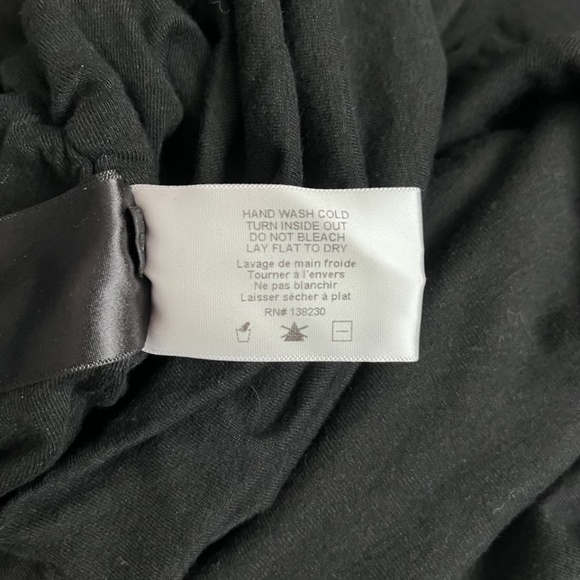 HAND WASH COLD
TURN INSIDE OUT
DO NOT BLEACH
LAY FLAT TO DRY
Lavage de main froide
Tourner à l'envers
Ne pas blanchir
Laisser sécher à plat
RN# 138230